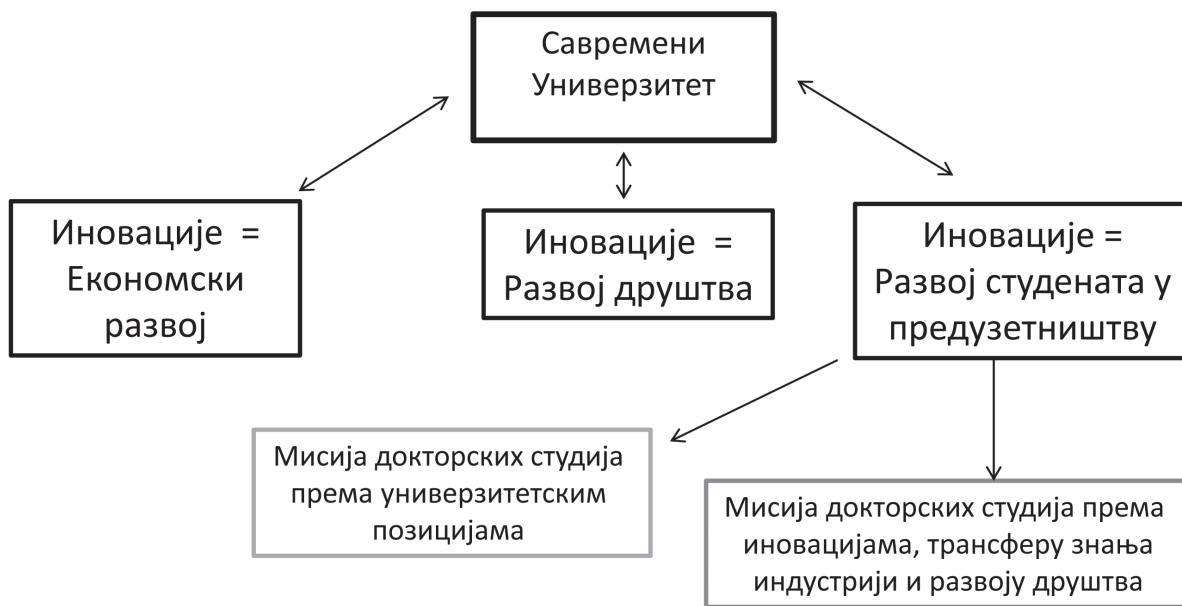 Савремени
Универзитет
Иновације =
Економски
развој
Иновације =
Развој друштва
Иновације =
Развој студената у
предузетништву
Мисија докторских студија
према универзитетским
позицијама
Мисија докторских студија према
иновацијама, трансферу знања
индустрији и развоју друштва